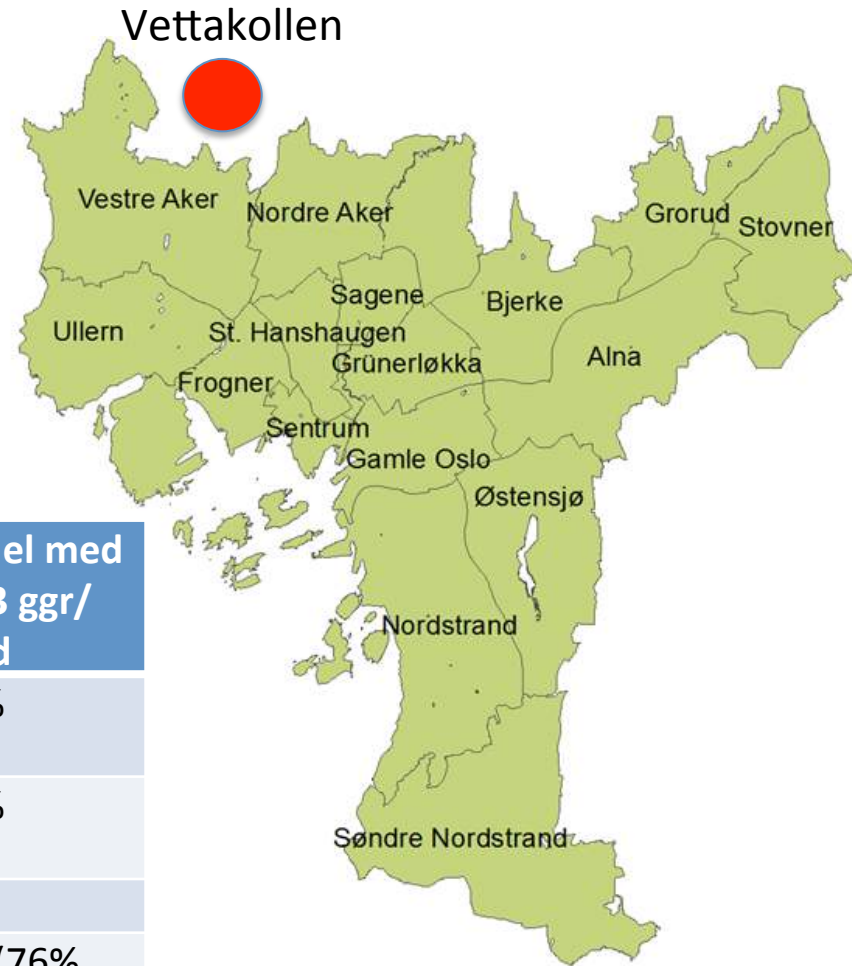 Vettakollen
Vestre Aker
Nordre Aker
Grorud
Stovner
Sagene
Bjerke
Ullern
St. Hanshaugen
Grünerløkka
Alna
Frogner
Sentrum
Gamle Oslo
Østensjø
el med
ggr/
Nordstrand
%
%
Søndre Nordstrand
/76%